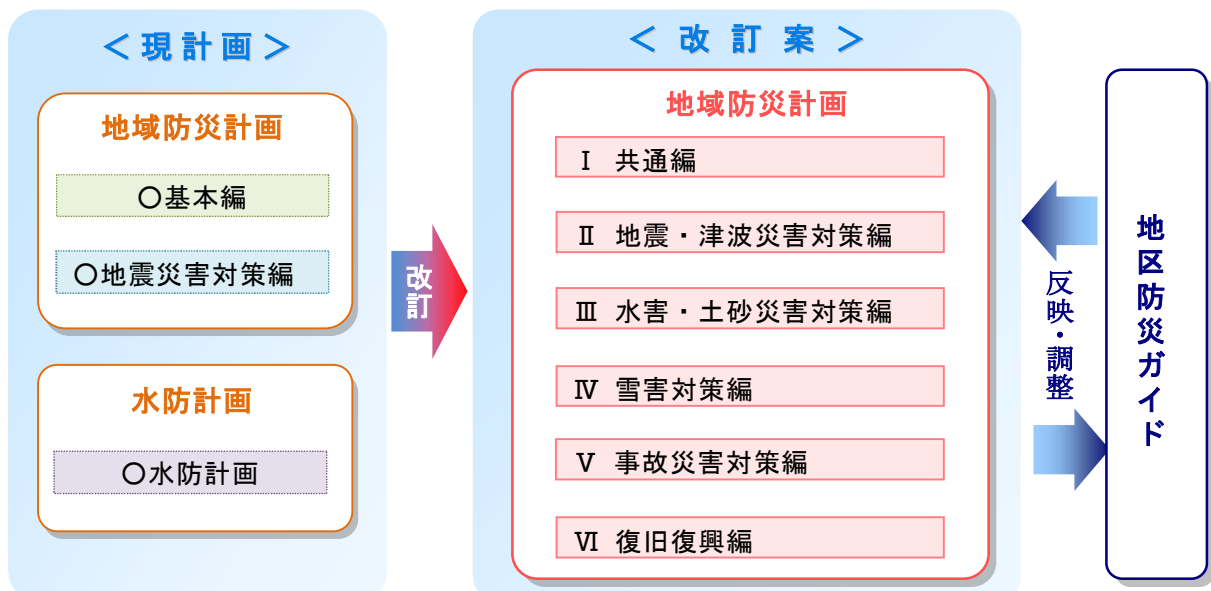 ＜現計画＞
地域防災計画
〇基本編
〇地震災害対策編
水防計画
〇水防計画
改訂
＜改訂案＞
地域防災計画
Ⅰ 共通編
Ⅱ 地震・津波災害対策編
Ⅲ 水害・土砂災害対策編
Ⅳ 雪害対策編
Ⅴ 事故災害対策編
Ⅵ 復旧復興編
反映・調整
地区防災ガイド